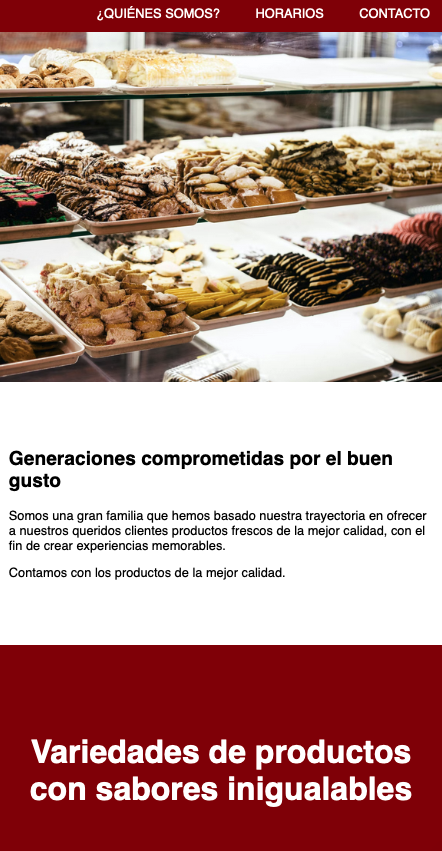 ¿QUIÉNES SOMOS? HORARIOS CONTACTO
Generaciones comprometidas por el buen
gusto
Somos una gran familia que hemos basado nuestra trayectoria en ofrecer
a nuestros queridos clientes productos frescos de la mejor calidad, con el
fin de crear experiencias memorables.
Contamos con los productos de la mejor calidad.
Variedades de productos
con sabores inigualables